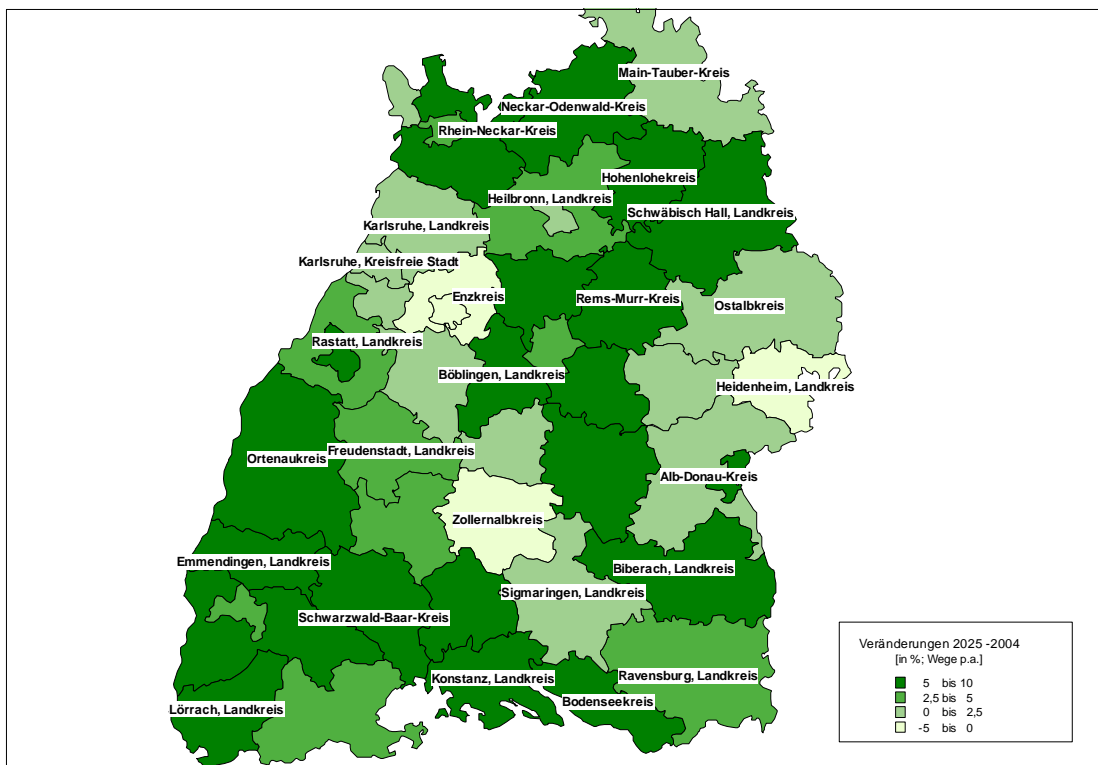 Main-Tauber-Kreis
Neckar-Odenwald-Kreis
Rhein-Neckar-Kreis
Hohenlohekreis
Heilbronn, Landkreis
Schwäbisch Hall, Landkreis
Karlsruhe, Landkreis
Karlsruhe, Kreisfreie Stadt
Enzkreis
Rems-Murr-Kreis
Ostalbkreis
Rastatt, Landkreis
Böblingen, Landkreis
Heidenheim, Landkreis
Freudenstadt, Landkreis
Ortenaukreis
Alb-Donau-Kreis
Zollernalbkreis
Emmendingen, Landkreis
Biberach, Landkreis
Sigmaringen, Landkreis
Schwarzwald-Baar-Kreis
Konstanz, Landkreis
Ravensburg, Landkreis
Bodenseekreis
Lörrach, Landkreis
Veränderungen 2025 -2004
[in %; Wege p.a.]
5 bis 10
2,5 bis 5
0 bis 2,5
-5 bis 0